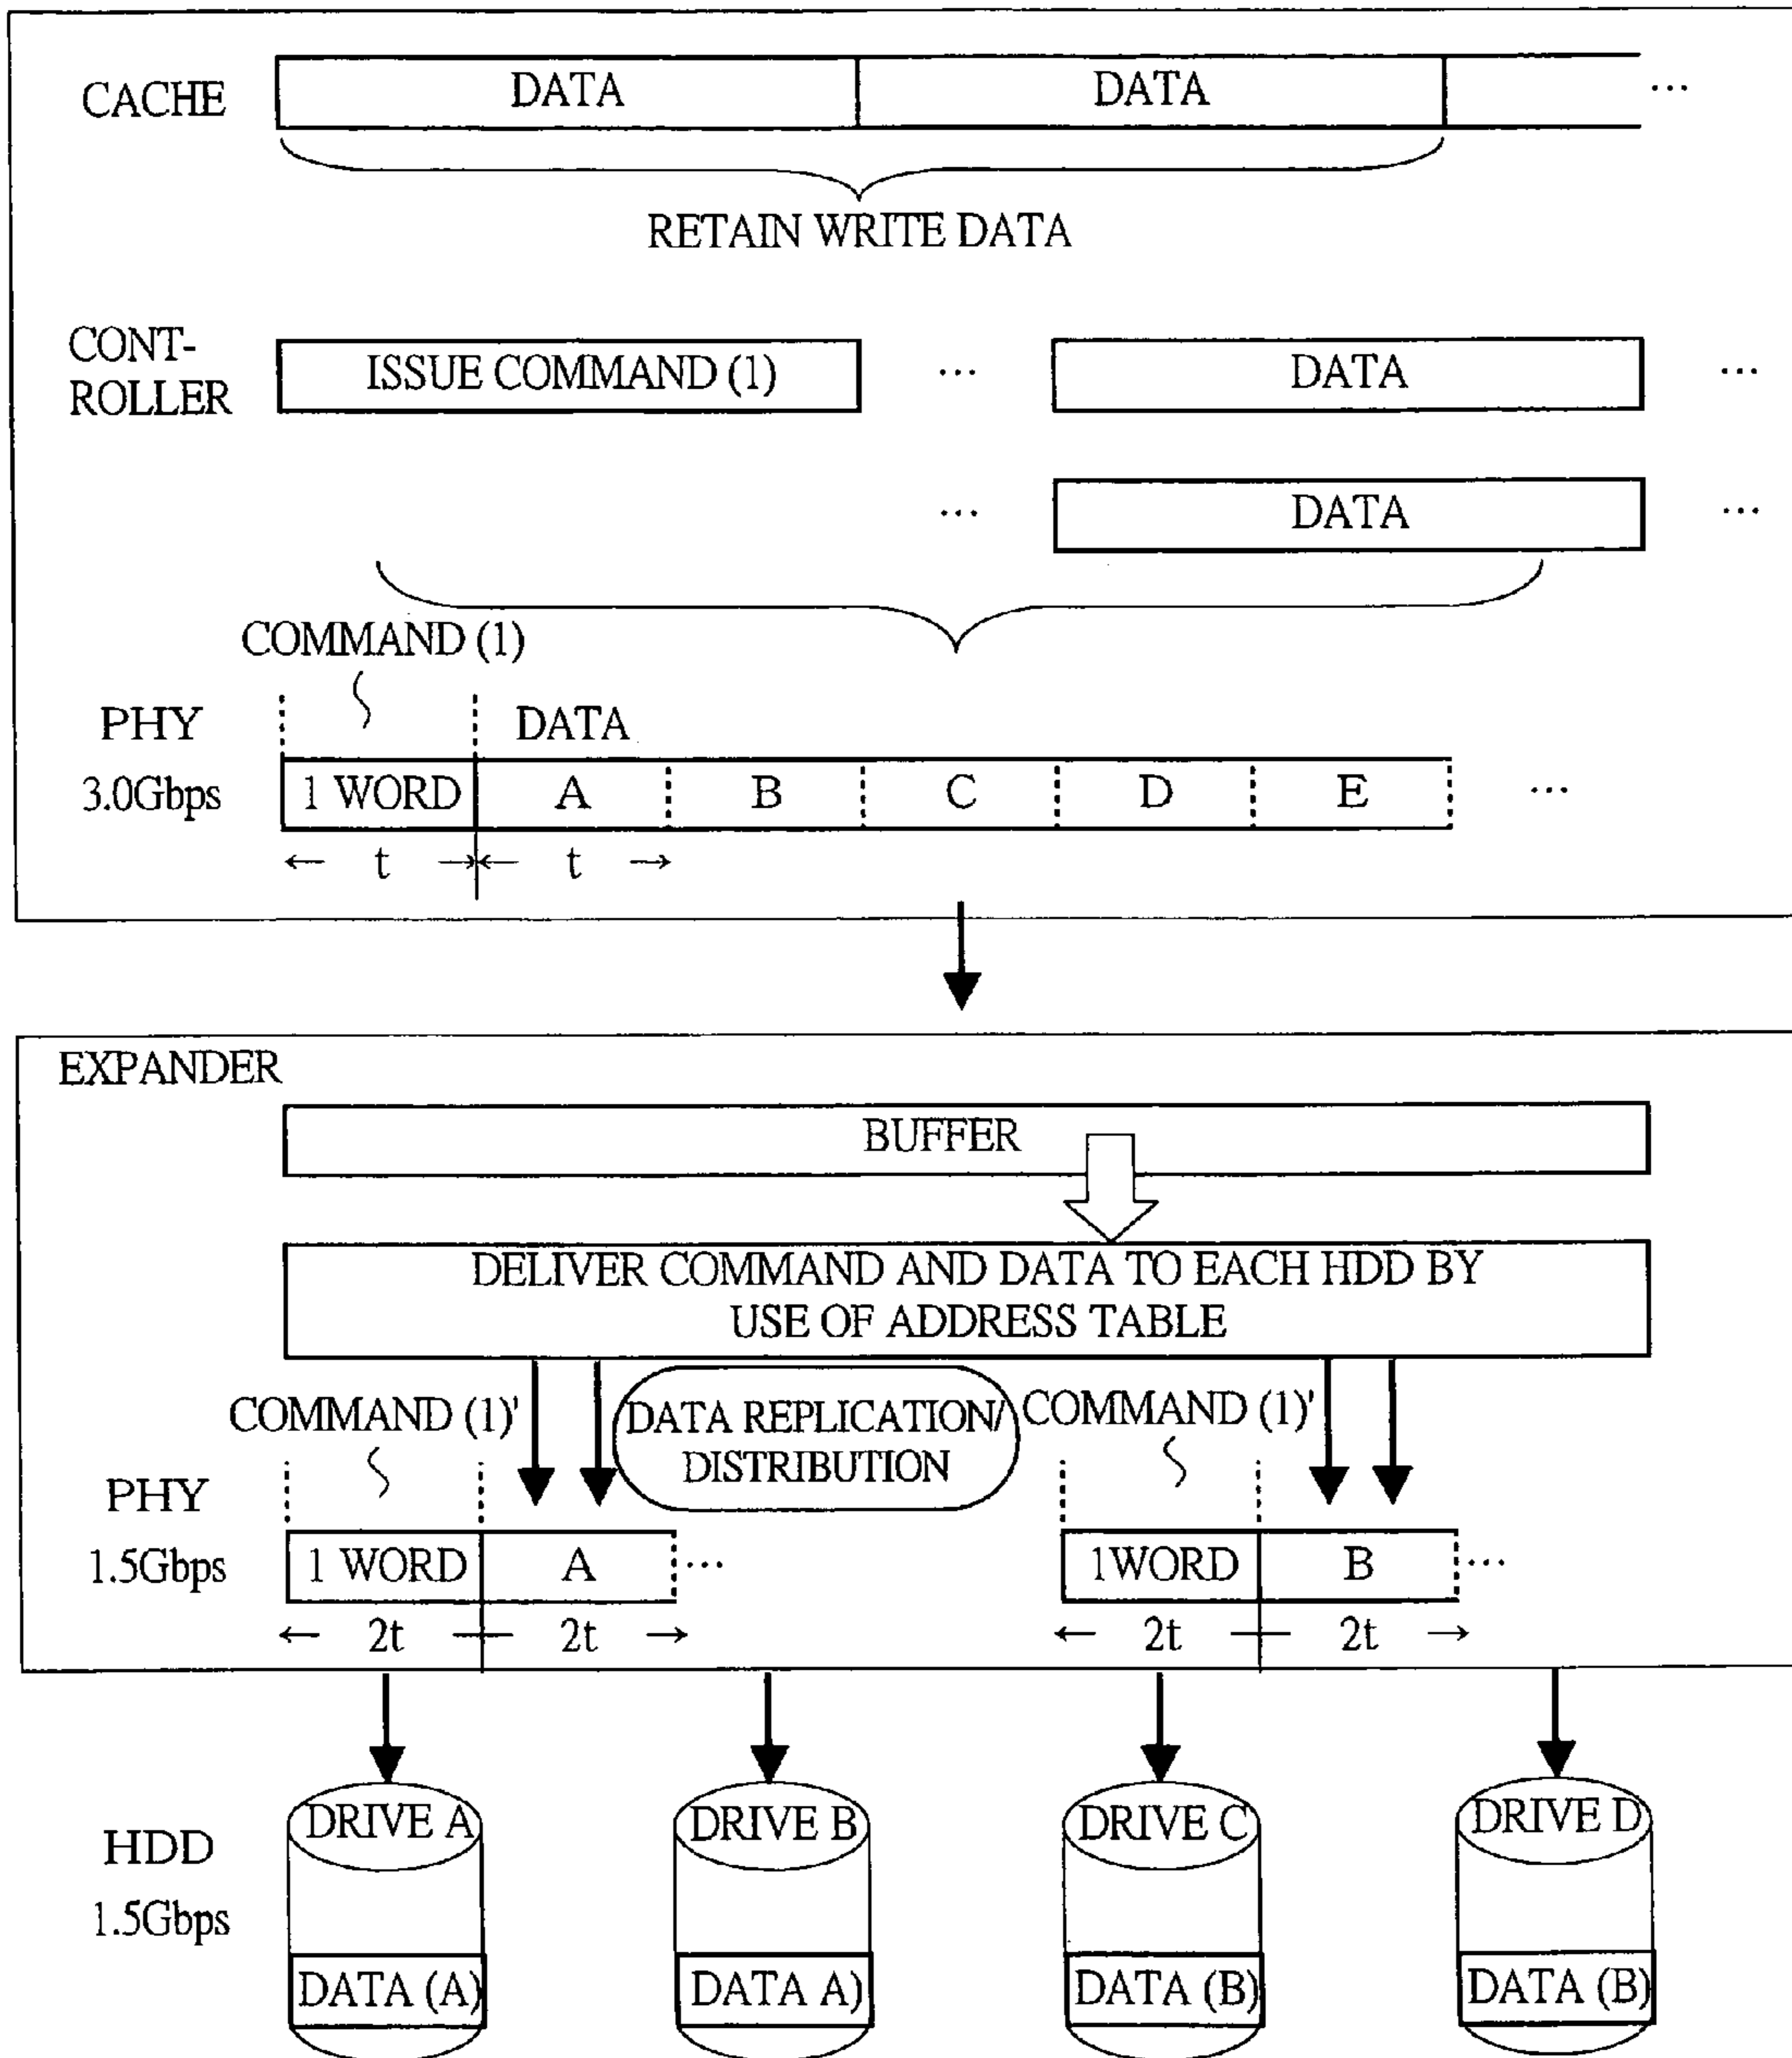 CACHE DATA DATA ...
RETAIN WRITE DATA
CONT-
ROLLER
ISSUE COMMAND (1) ... DATA ...
... DATA ...
COMMAND (1)
PHY DATA
3.0Gbps 1 WORD A B C D E ...
← t →← t →
EXPANDER
BUFFER
DELIVER COMMAND AND DATA TO EACH HDD BY
USE OF ADDRESS TABLE
COMMAND (1)' DATA REPLICATION/ COMMAND (1)'
DISTRIBUTION
PHY
1.5Gbps 1 WORD A ... 1WORD B ...
← 2t — 2t → ← 2t — 2t →
DRIVE A DRIVE B DRIVE C DRIVE D
HDD
1.5Gbps
DATA (A) DATA A) DATA (B) DATA (B)